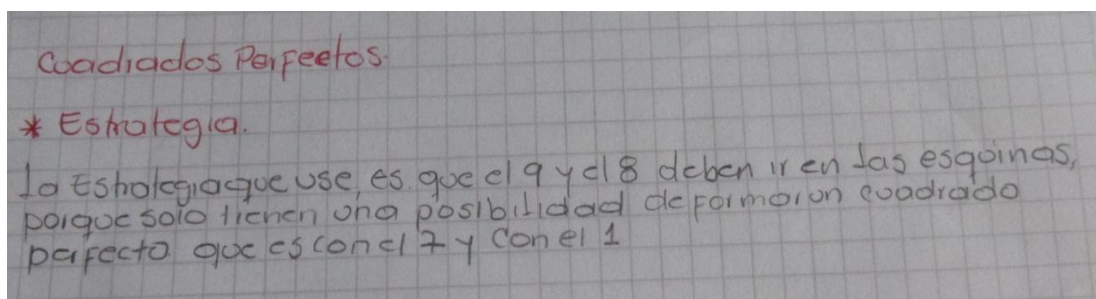 Cuadrados Perfectos.
* Estrategia.
la Estrategia que use, es que el 9 y el 8 deben ir en las esquinas,
porque solo tienen una posibilidad de formar un cuadrado
perfecto que es con el 7 y con el 1